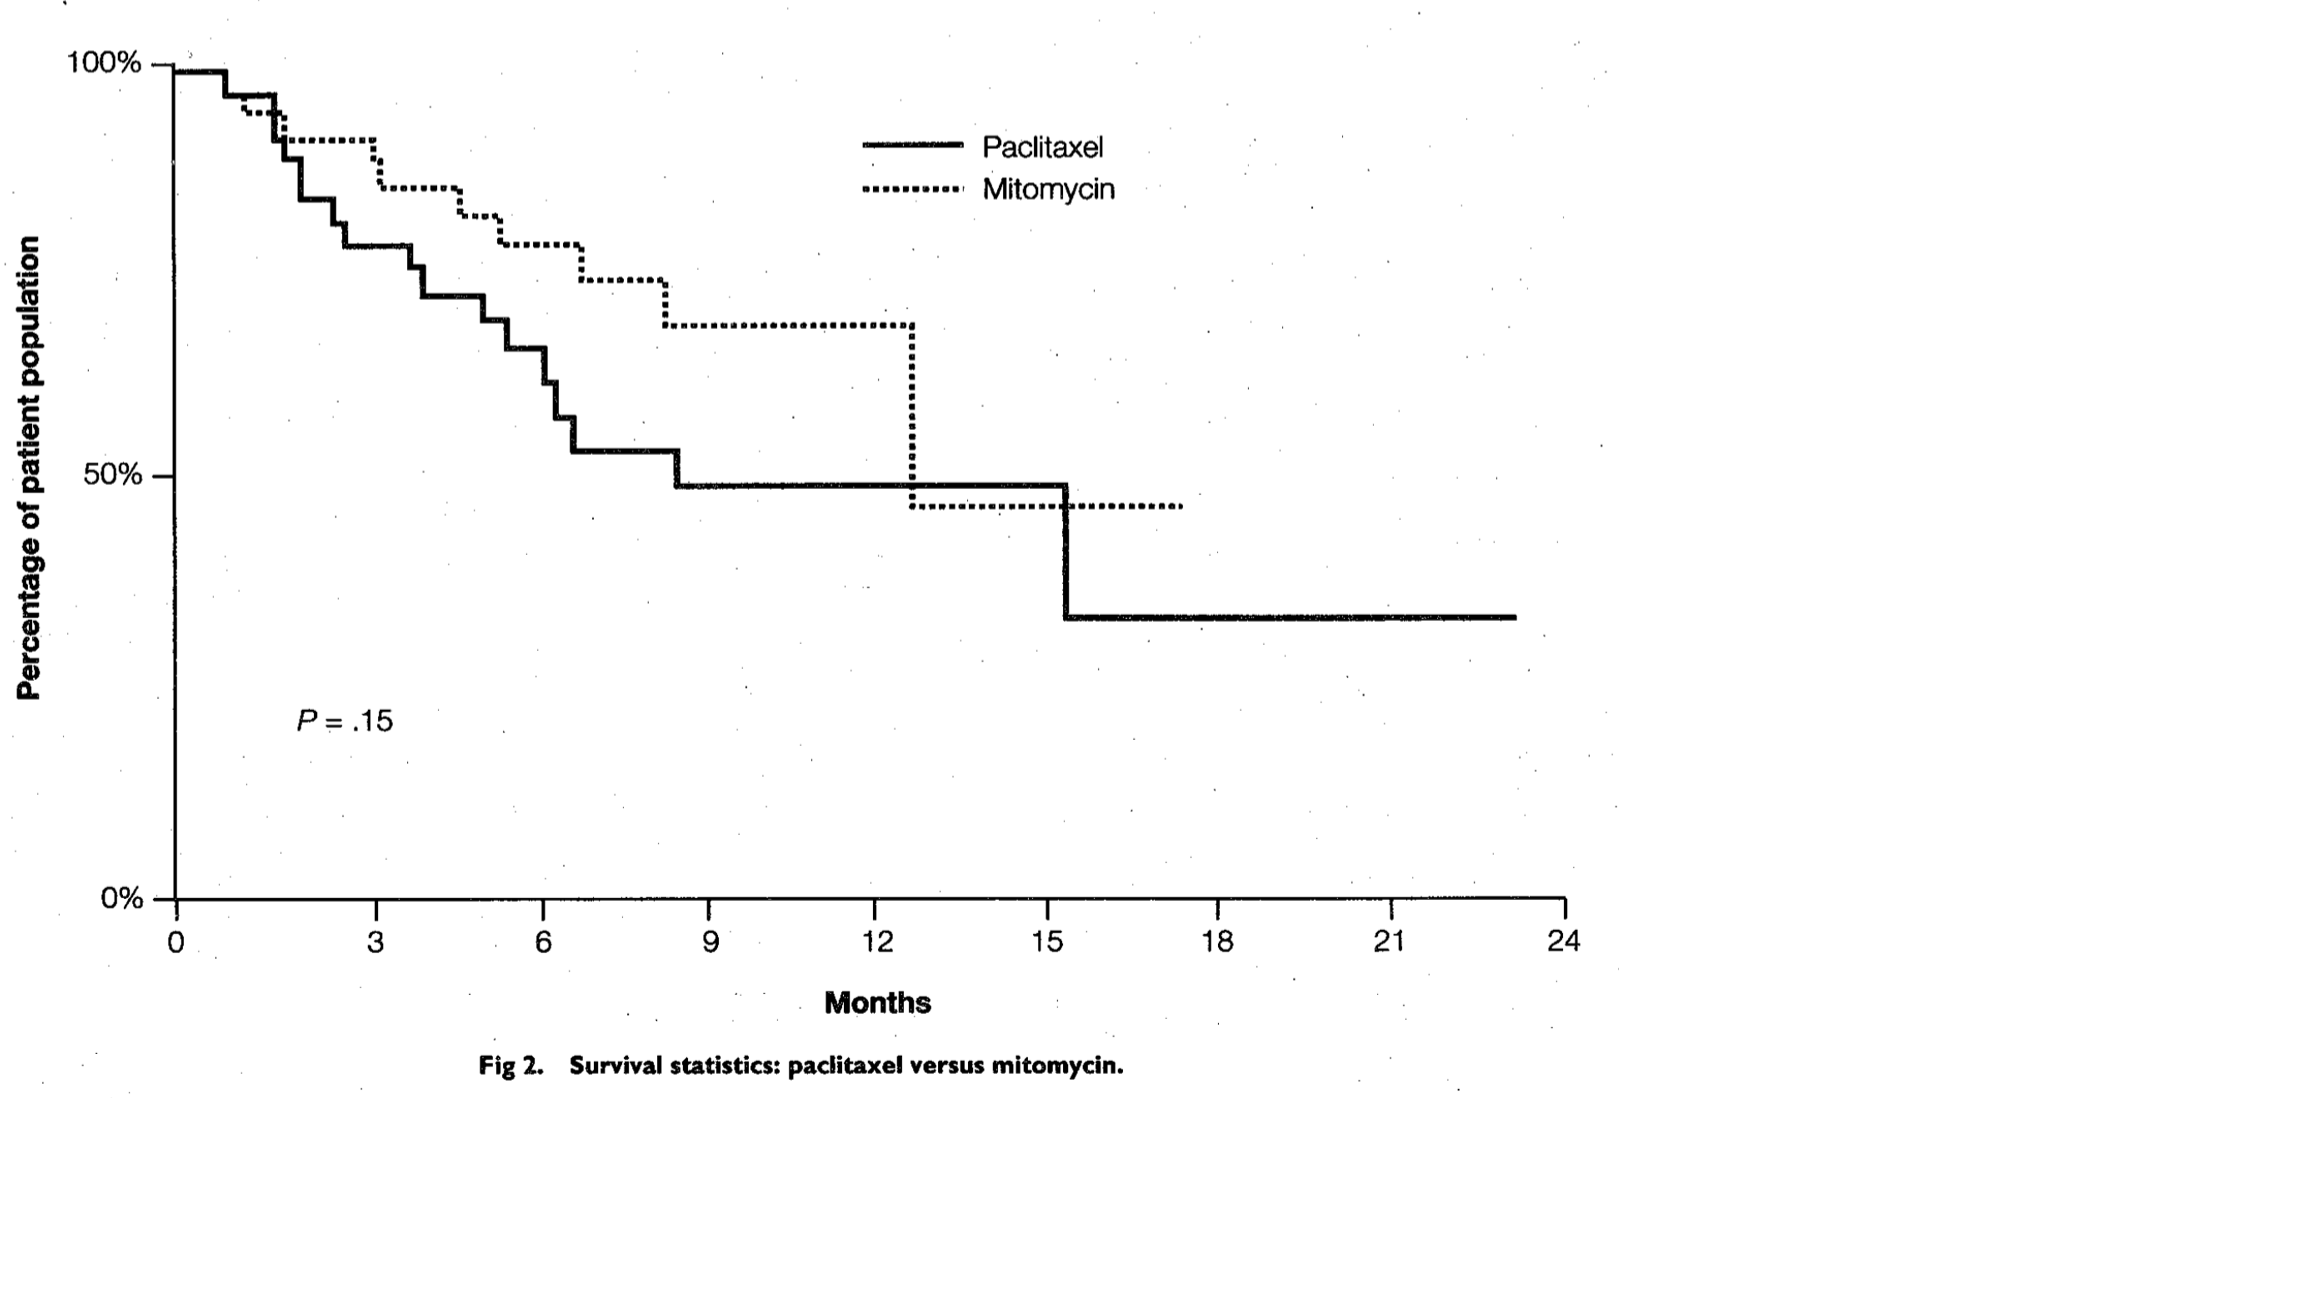 100%
Paclitaxel
Mitomycin
Percentage of patient population
50%
P = .15
0%
0 3 6 9 12 15 18 21 24
Months
Fig 2. Survival statistics: paclitaxel versus mitomycin.